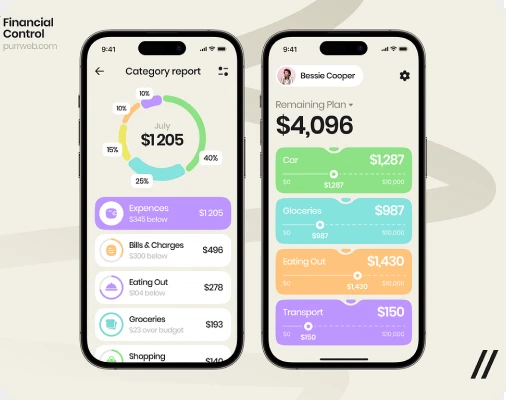 Financial
Control
purrweb.com
9:41
Category report
10%
10%
July
$1 205
15%
40%
25%
Expences
$345 below
$1 205
Bills & Charges
$300 below
$496
Eating Out
$104 below
$278
Groceries
$23 over budget
$193
Shopping
$140
9:41
Bessie Cooper
Remaining Plan
$4,096
Car
$1,287
$0
$1,287
$10,000
Gloceries
$987
$0
$987
$10,000
Eating Out
$1,430
$0
$1,430
$10,000
Transport
$150
$0
$150
$10,000